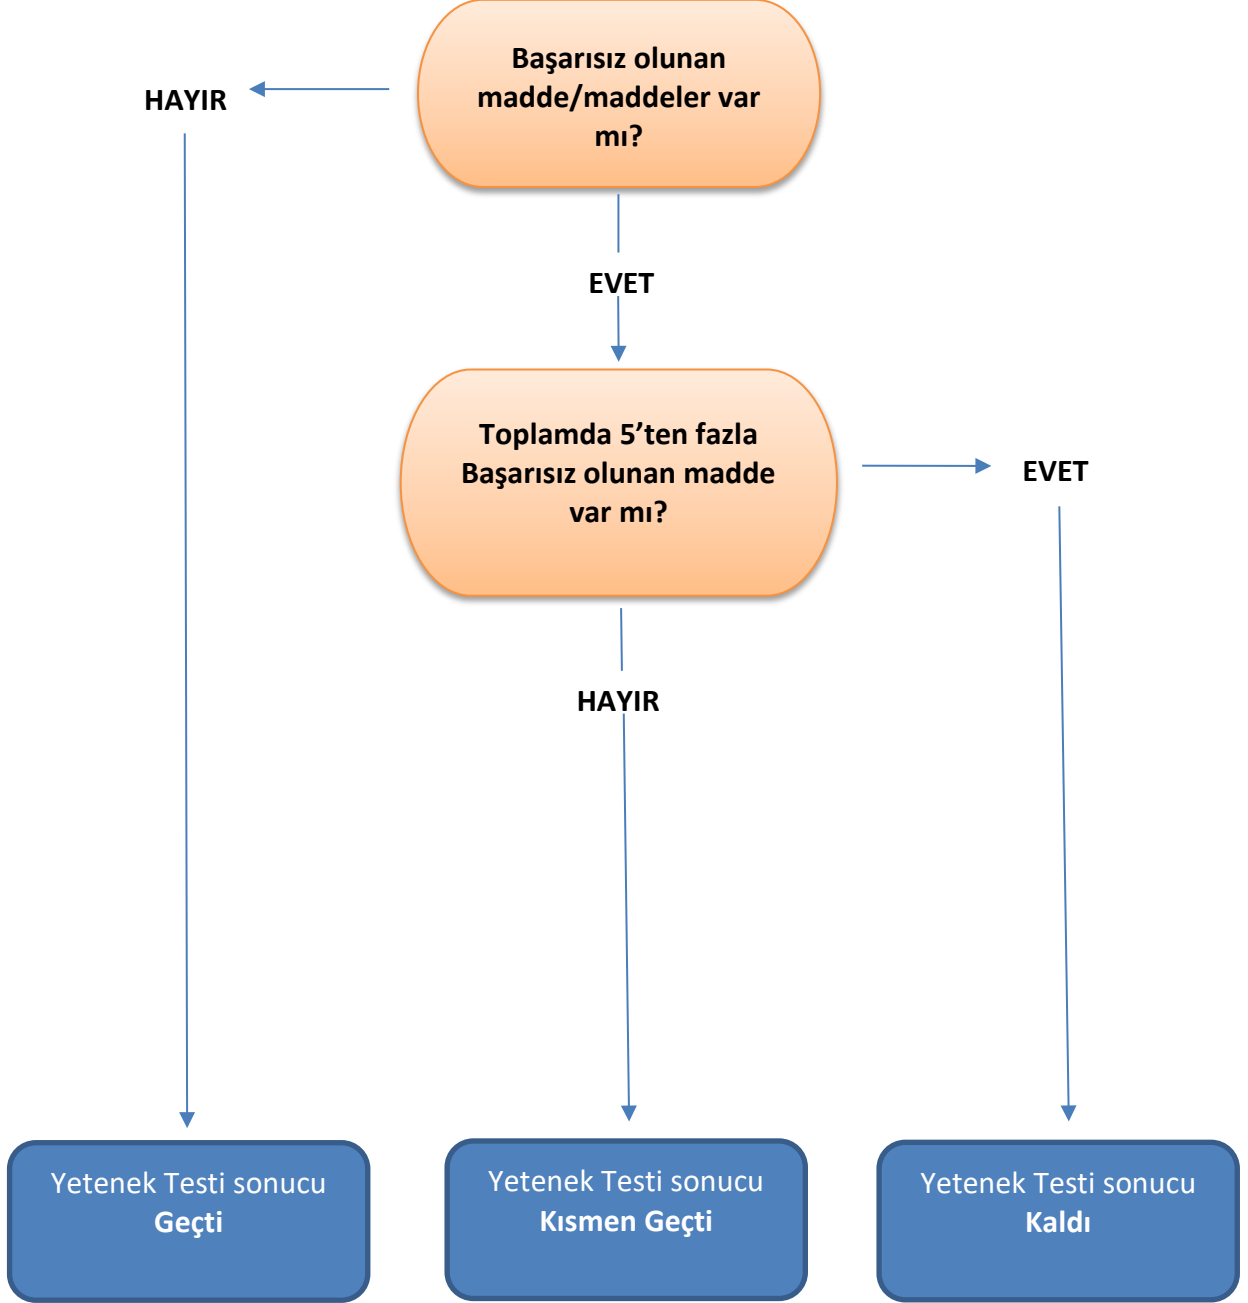 Başarısız olunan
madde/maddeler var
mı?
HAYIR
EVET
Toplamda 5’ten fazla
Başarısız olunan madde
var mı?
EVET
HAYIR
Yetenek Testi sonucu
Geçti
Yetenek Testi sonucu
Kısmen Geçti
Yetenek Testi sonucu
Kaldı